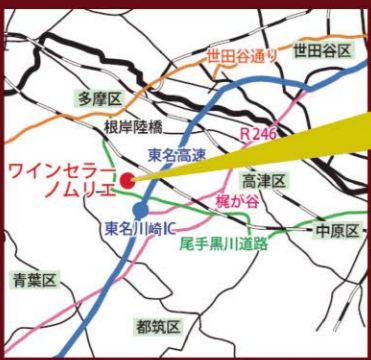 世田谷通り
世田谷区
多摩区
根岸陸橋
R246
東名高速
ワインセラー
ノムリエ
高津区
梶が谷
東名川崎IC
中原区
尾手黒川道路
青葉区
都筑区